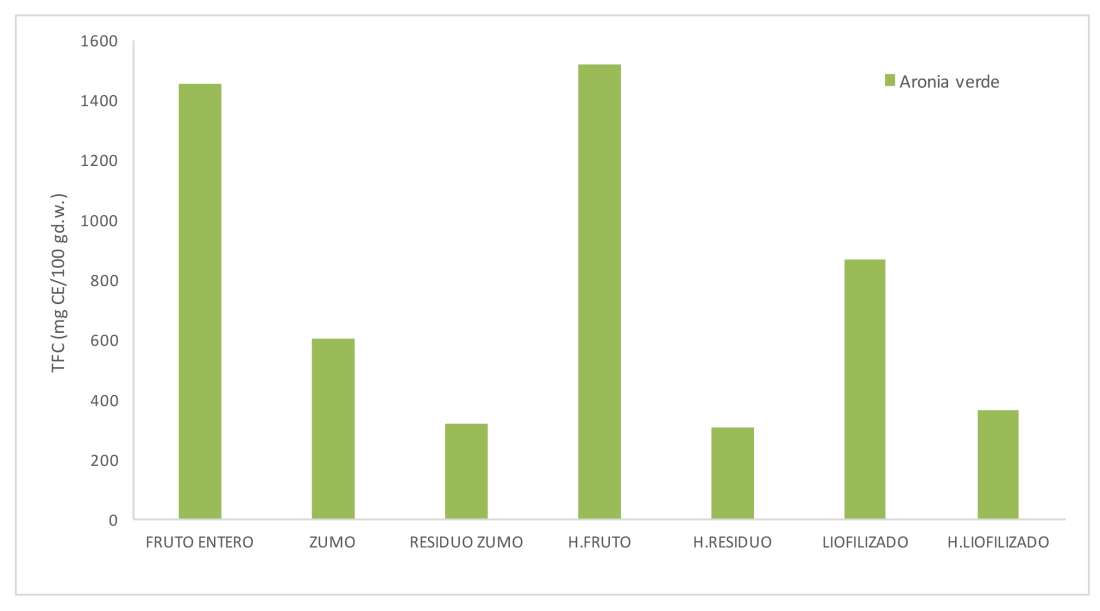 1600
1400
1200
1000
800
600
400
200
0
TFC (mg CE/100 gd.w.)
Aronia verde
FRUTO ENTERO
ZUMO
RESIDUO ZUMO
H.FRUTO
H.RESIDUO
LIOFILIZADO
H.LIOFILIZADO